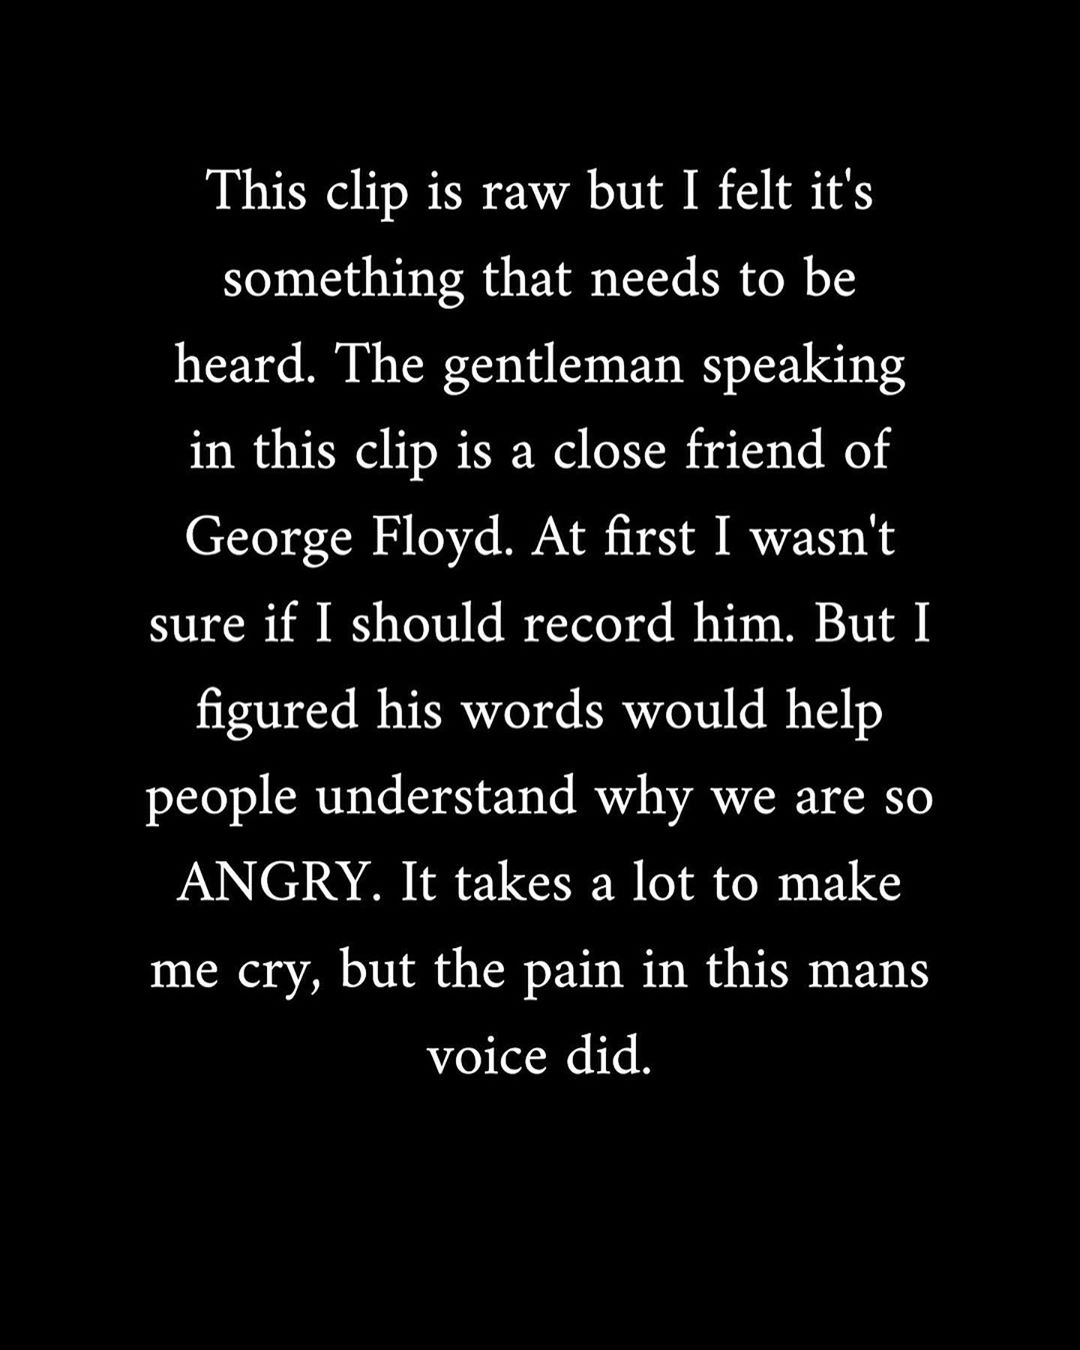 This clip is raw but I felt it's
something that needs to be
heard. The gentleman speaking
in this clip is a close friend of
George Floyd. At first I wasn't
sure if I should record him. But I
figured his words would help
people understand why we are so
ANGRY. It takes a lot to make
me cry, but the pain in this mans
voice did.